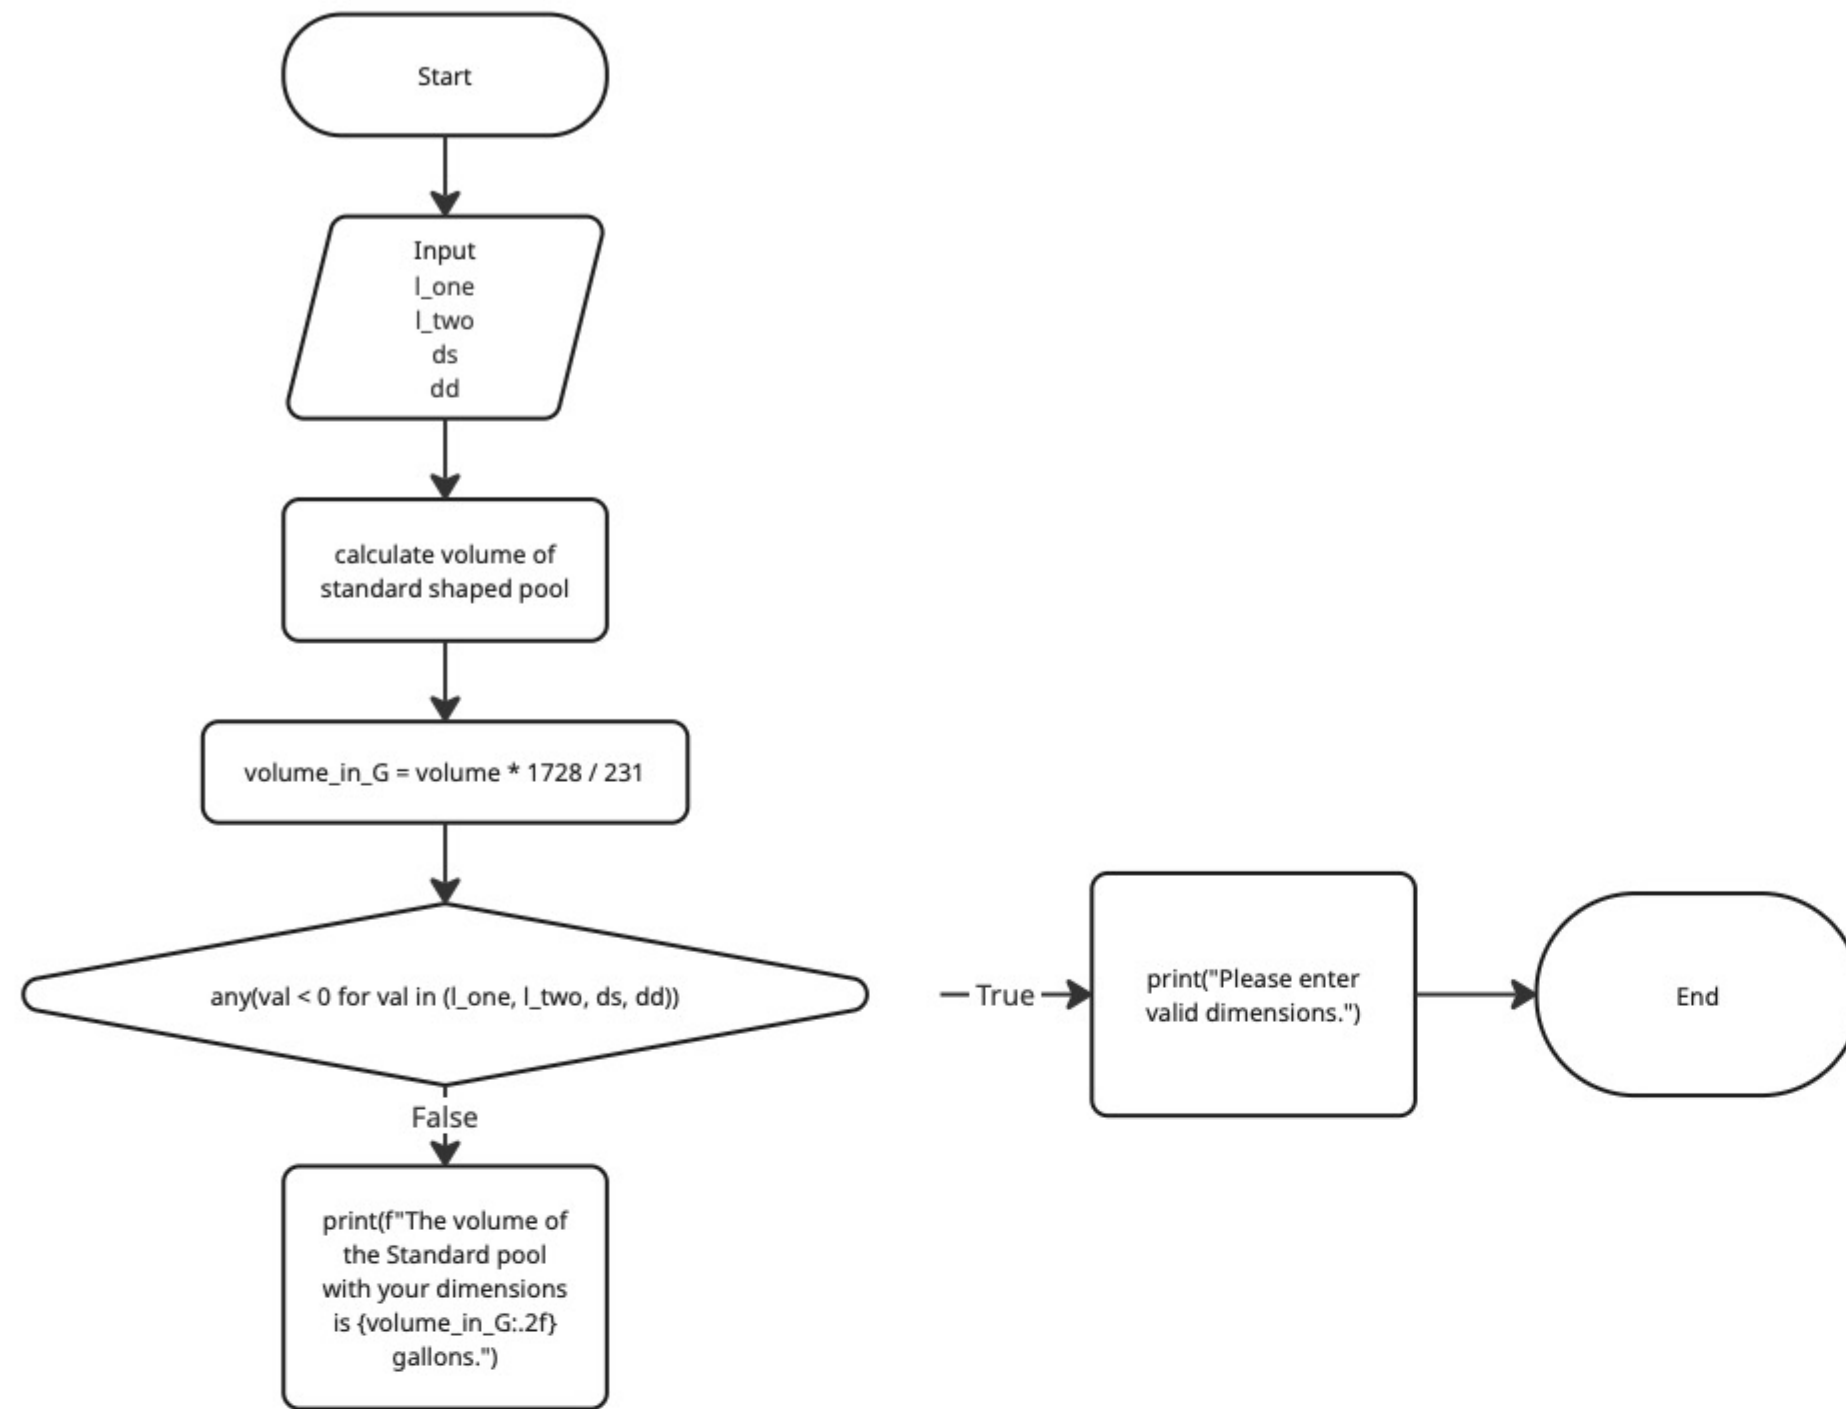 Start
Input
l_one
l_two
ds
dd
calculate volume of
standard shaped pool
volume_in_G = volume * 1728 / 231
any(val < 0 for val in (l_one, l_two, ds, dd))
True
print("Please enter
valid dimensions.")
End
False
print(f"The volume of
the Standard pool
with your dimensions
is {volume_in_G:.2f}
gallons.")